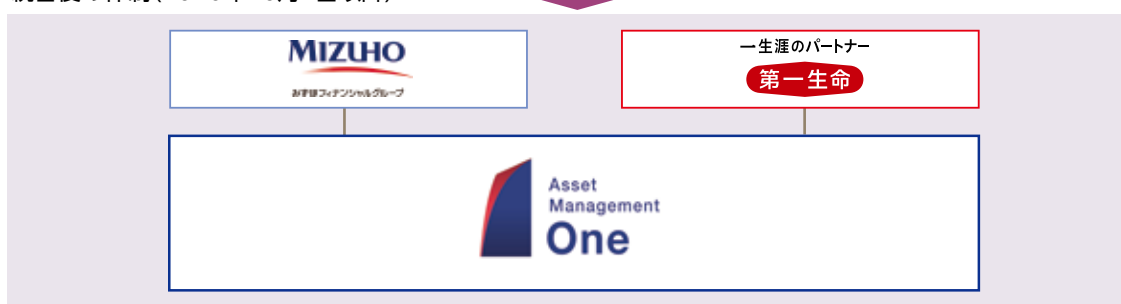 MIZUHO
みずほフィナンシャルグループ
一生涯のパートナー
第一生命
Asset
Management
One